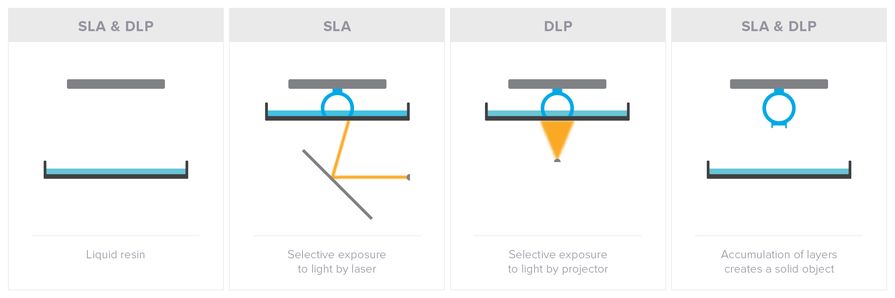 SLA & DLP
Liquid resin
SLA
Selective exposure
to light by laser
DLP
Selective exposure
to light by projector
SLA & DLP
Accumulation of layers
creates a solid object